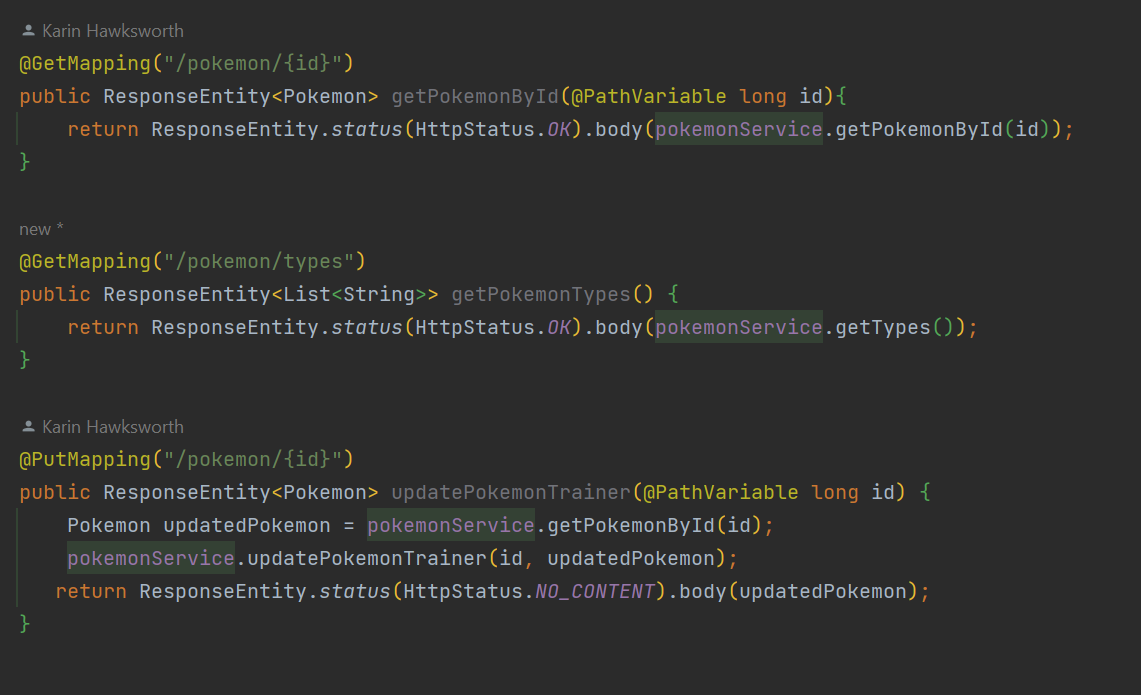 Karin Hawksworth
@GetMapping("/pokemon/{id}")
public ResponseEntity<Pokemon> getPokemonById(@PathVariable long id){
    return ResponseEntity.status(HttpStatus.OK).body(pokemonService.getPokemonById(id));
}
new *
@GetMapping("/pokemon/types")
public ResponseEntity<List<String>> getPokemonTypes() {
    return ResponseEntity.status(HttpStatus.OK).body(pokemonService.getTypes());
}
Karin Hawksworth
@PutMapping("/pokemon/{id}")
public ResponseEntity<Pokemon> updatePokemonTrainer(@PathVariable long id) {
    Pokemon updatedPokemon = pokemonService.getPokemonById(id);
    pokemonService.updatePokemonTrainer(id, updatedPokemon);
   return ResponseEntity.status(HttpStatus.NO_CONTENT).body(updatedPokemon);
}